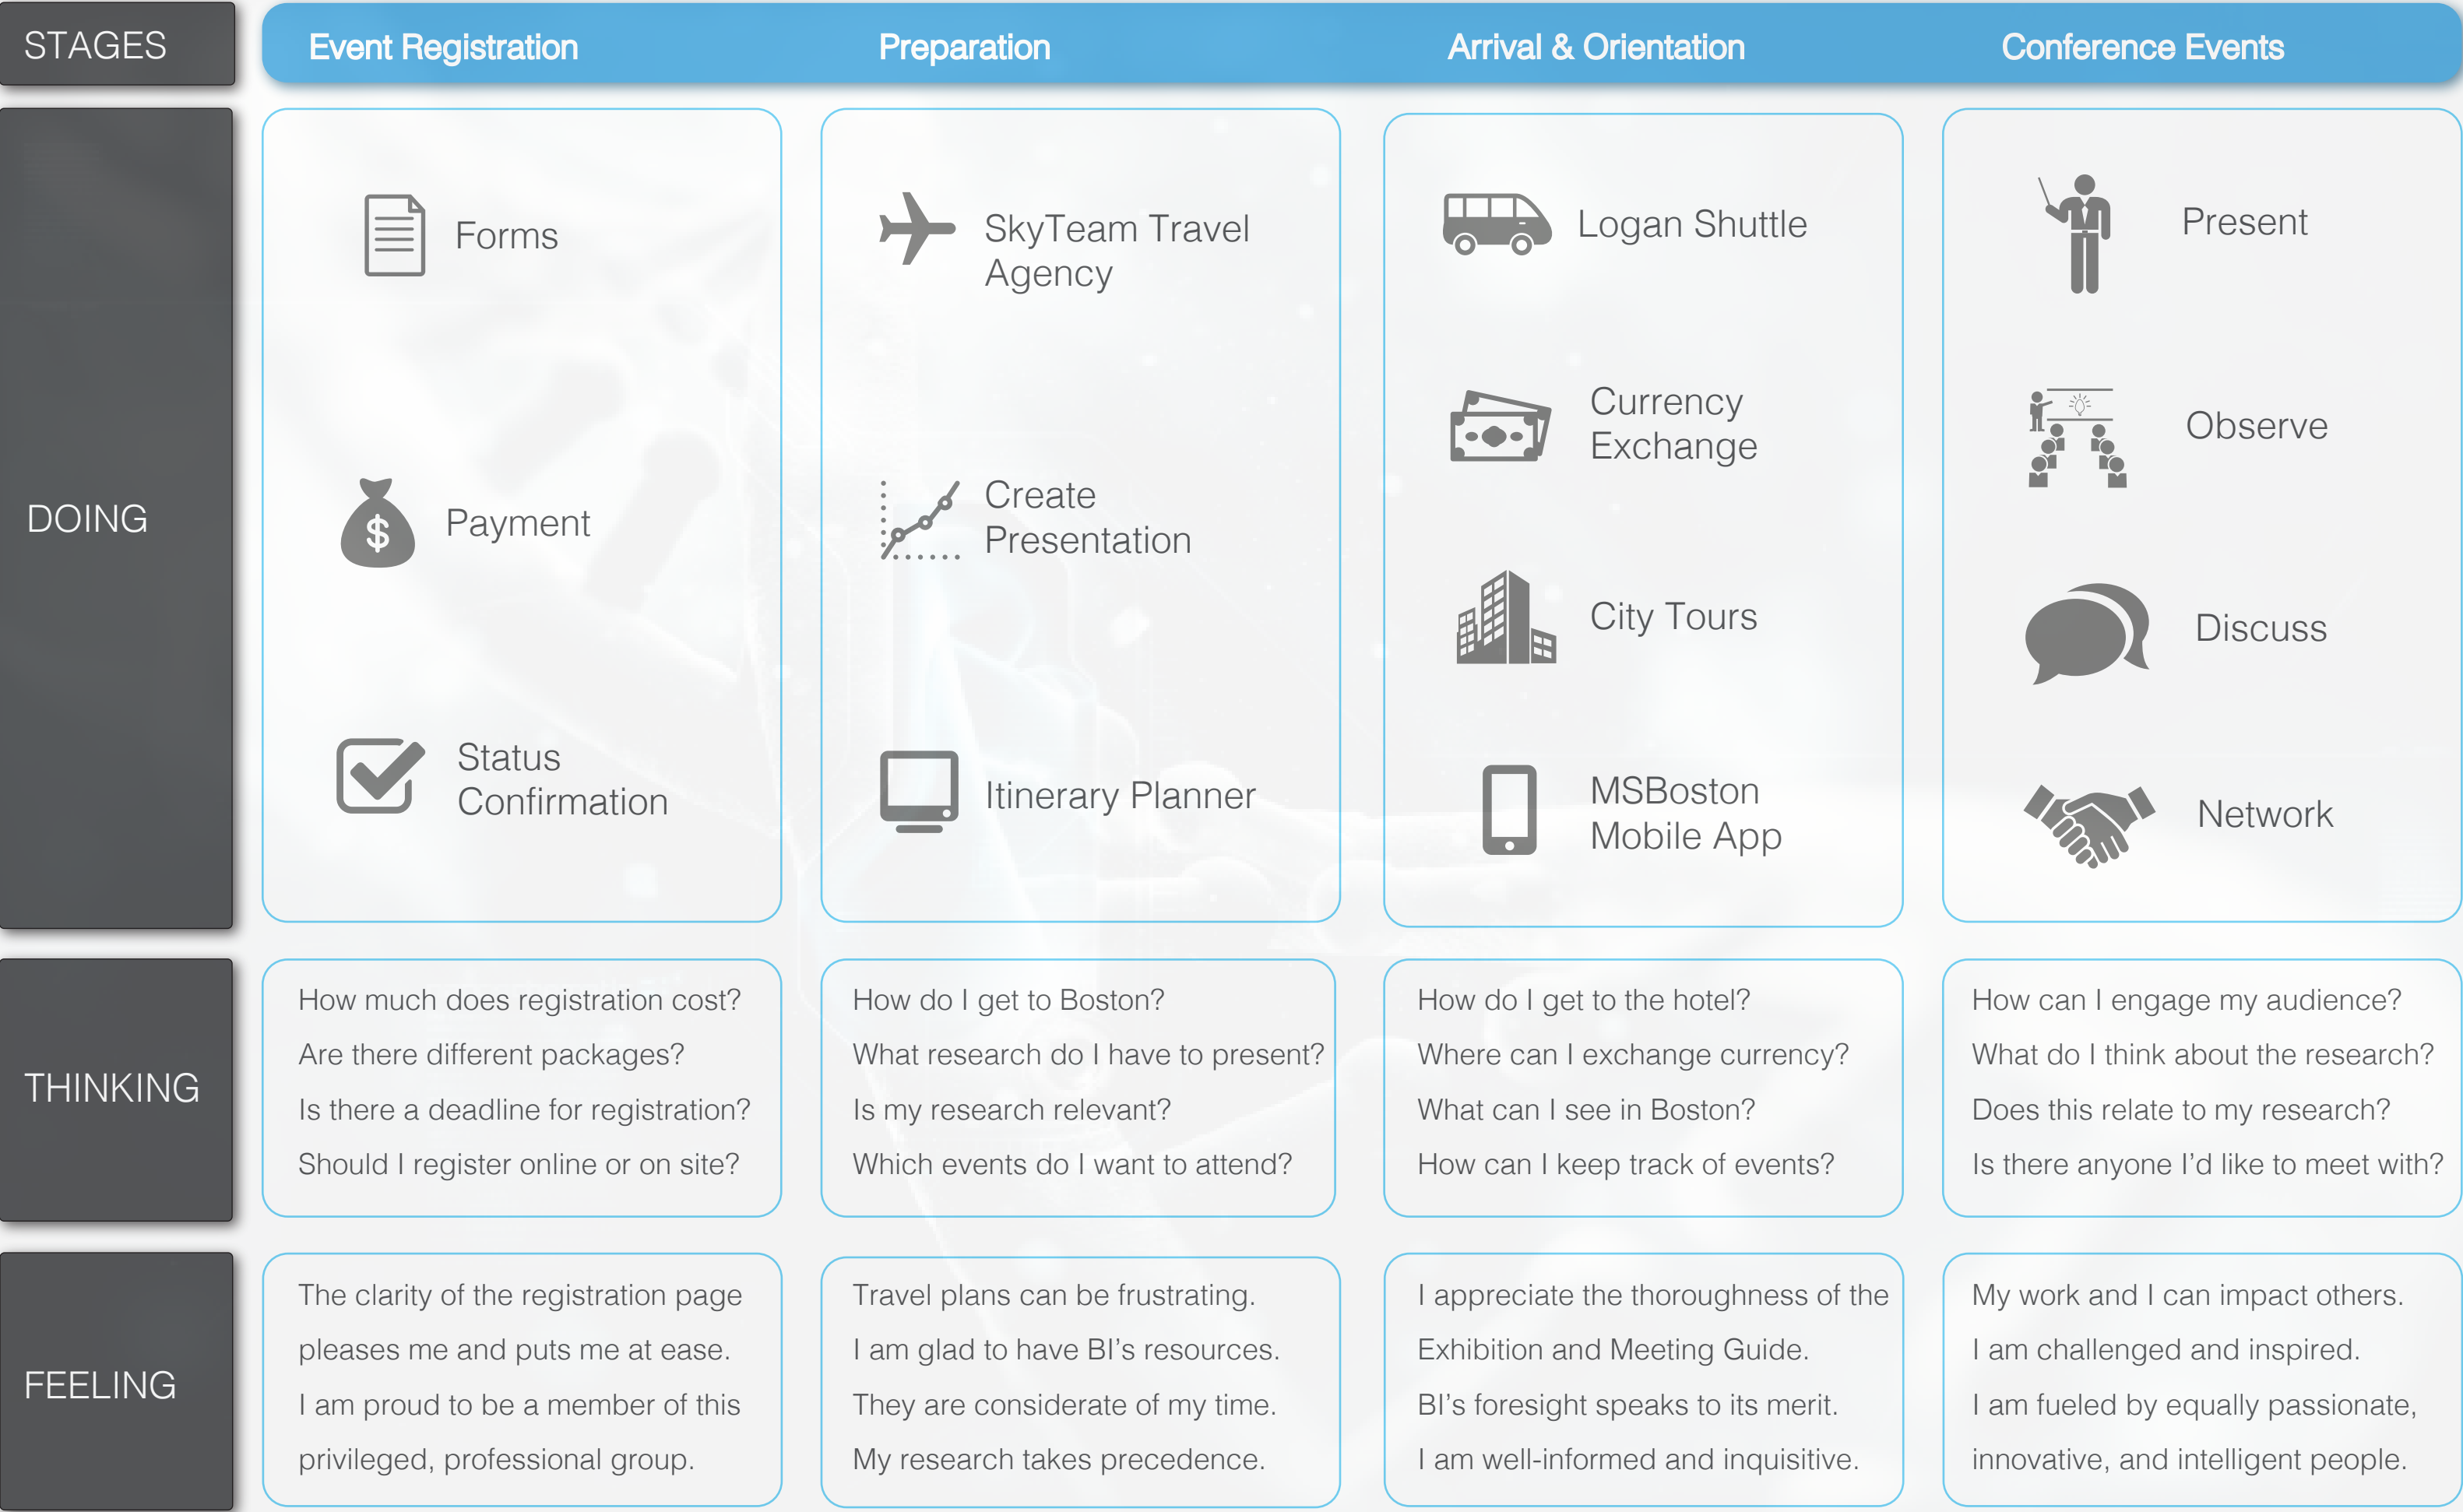 STAGES
Event Registration
Preparation
Arrival & Orientation
Conference Events
DOING
Forms
Payment
$
Status
Confirmation
SkyTeam Travel
Agency
Create
Presentation
Itinerary Planner
Logan Shuttle
Currency
Exchange
City Tours
MSBoston
Mobile App
Present
Observe
Discuss
Network
THINKING
How much does registration cost?
Are there different packages?
Is there a deadline for registration?
Should I register online or on site?
How do I get to Boston?
What research do I have to present?
Is my research relevant?
Which events do I want to attend?
How do I get to the hotel?
Where can I exchange currency?
What can I see in Boston?
How can I keep track of events?
How can I engage my audience?
What do I think about the research?
Does this relate to my research?
Is there anyone I'd like to meet with?
FEELING
The clarity of the registration page
pleases me and puts me at ease.
I am proud to be a member of this
privileged, professional group.
Travel plans can be frustrating.
I am glad to have BI's resources.
They are considerate of my time.
My research takes precedence.
I appreciate the thoroughness of the
Exhibition and Meeting Guide.
BI's foresight speaks to its merit.
I am well-informed and inquisitive.
My work and I can impact others.
I am challenged and inspired.
I am fueled by equally passionate,
innovative, and intelligent people.